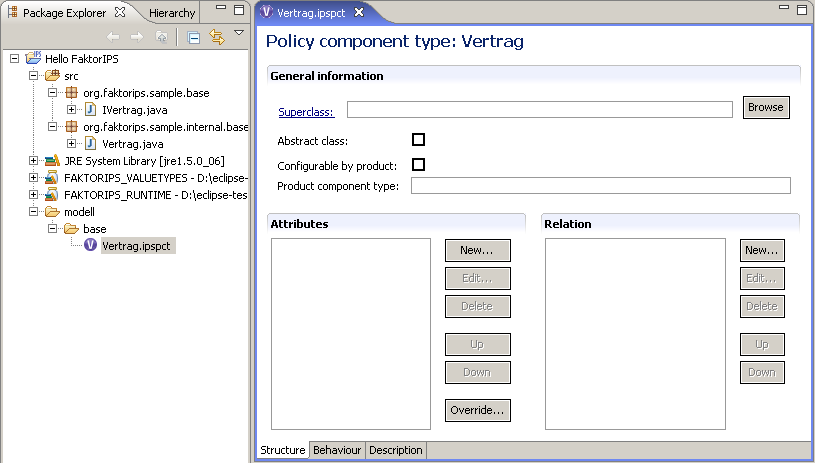 Package Explorer
Hierarchy
Hello FaktorIPS
src
org.faktorips.sample.base
IVertrag.java
org.faktorips.sample.internal.base
Vertrag.java
JRE System Library [jre1.5.0_06]
FAKTORIPS_VALUETYPES - D:\eclipse-
FAKTORIPS_RUNTIME - D:\eclipse-tes
modell
base
Vertrag.ipspct
Vertrag.ipspct
Policy component type: Vertrag
General information
Superclass:
Browse
Abstract class:
Configurable by product:
Product component type:
Attributes
New...
Edit...
Delete
Up
Down
Override...
Relation
New...
Edit...
Delete
Up
Down
Structure
Behaviour
Description